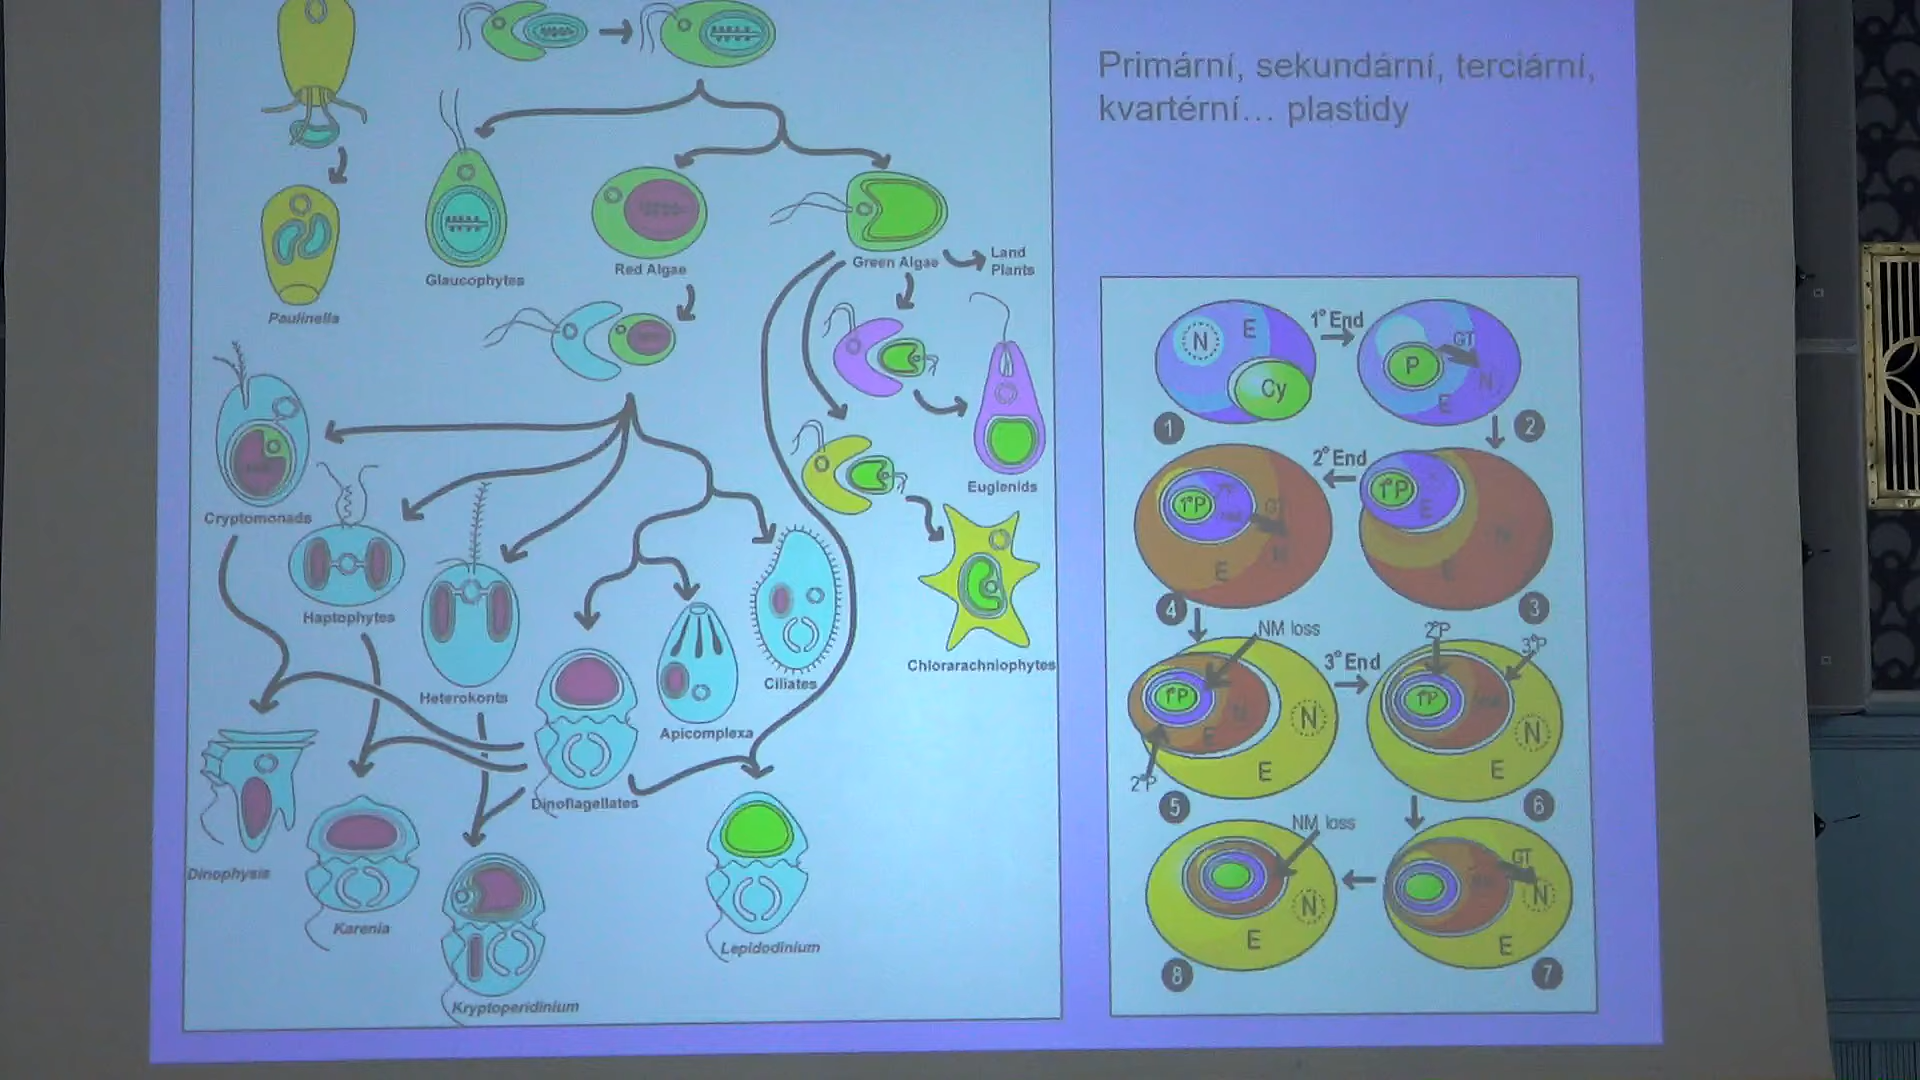 Primární, sekundární, terciární,
kvartérní... plastidy
Paulinella
Glaucophytes
Red Algae
Green Algae
Land
Plants
Euglenids
Cryptomonads
Haptophytes
Heterokonts
Ciliates
Apicomplexa
Dinoflagellates
Chlorarachniophytes
Dinophysis
Karenia
Kryptoperidinium
Lepidodinium
N
E
Cy
1
1° End
P
GT
N
E
2
2° End
1°P
GT
N
E
4
1°P
E
N
E
3
NM loss
1°P
N
E
2°P
N
E
5
3° End
2°P
3°P
1°P
N
E
6
NM loss
N
E
8
GT
N
E
7